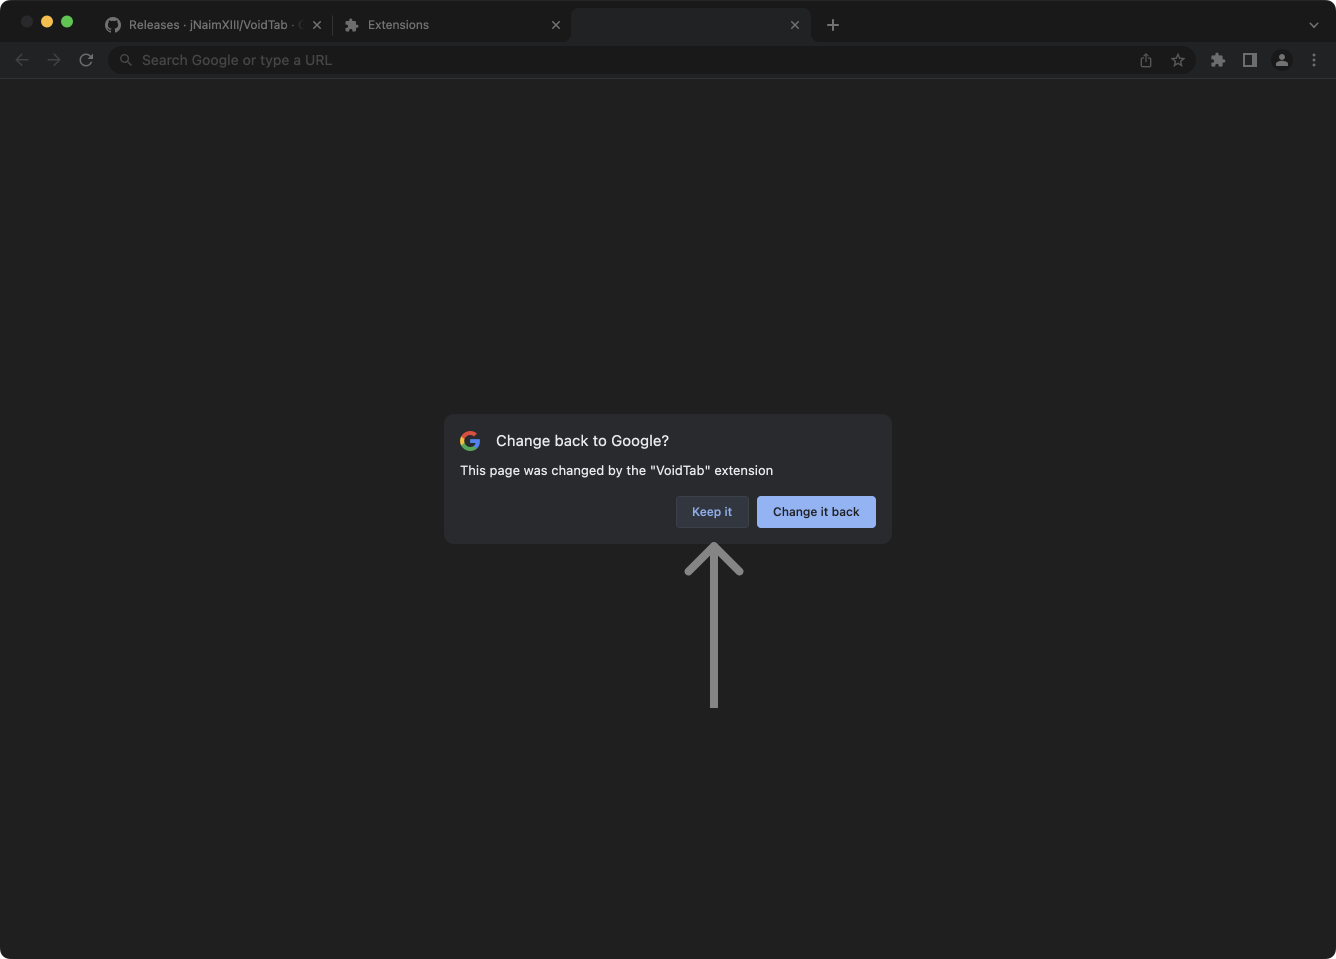 Releases · jNaimXIII/VoidTab ·
Extensions
Search Google or type a URL
Change back to Google?
This page was changed by the "VoidTab" extension
Keep it
Change it back